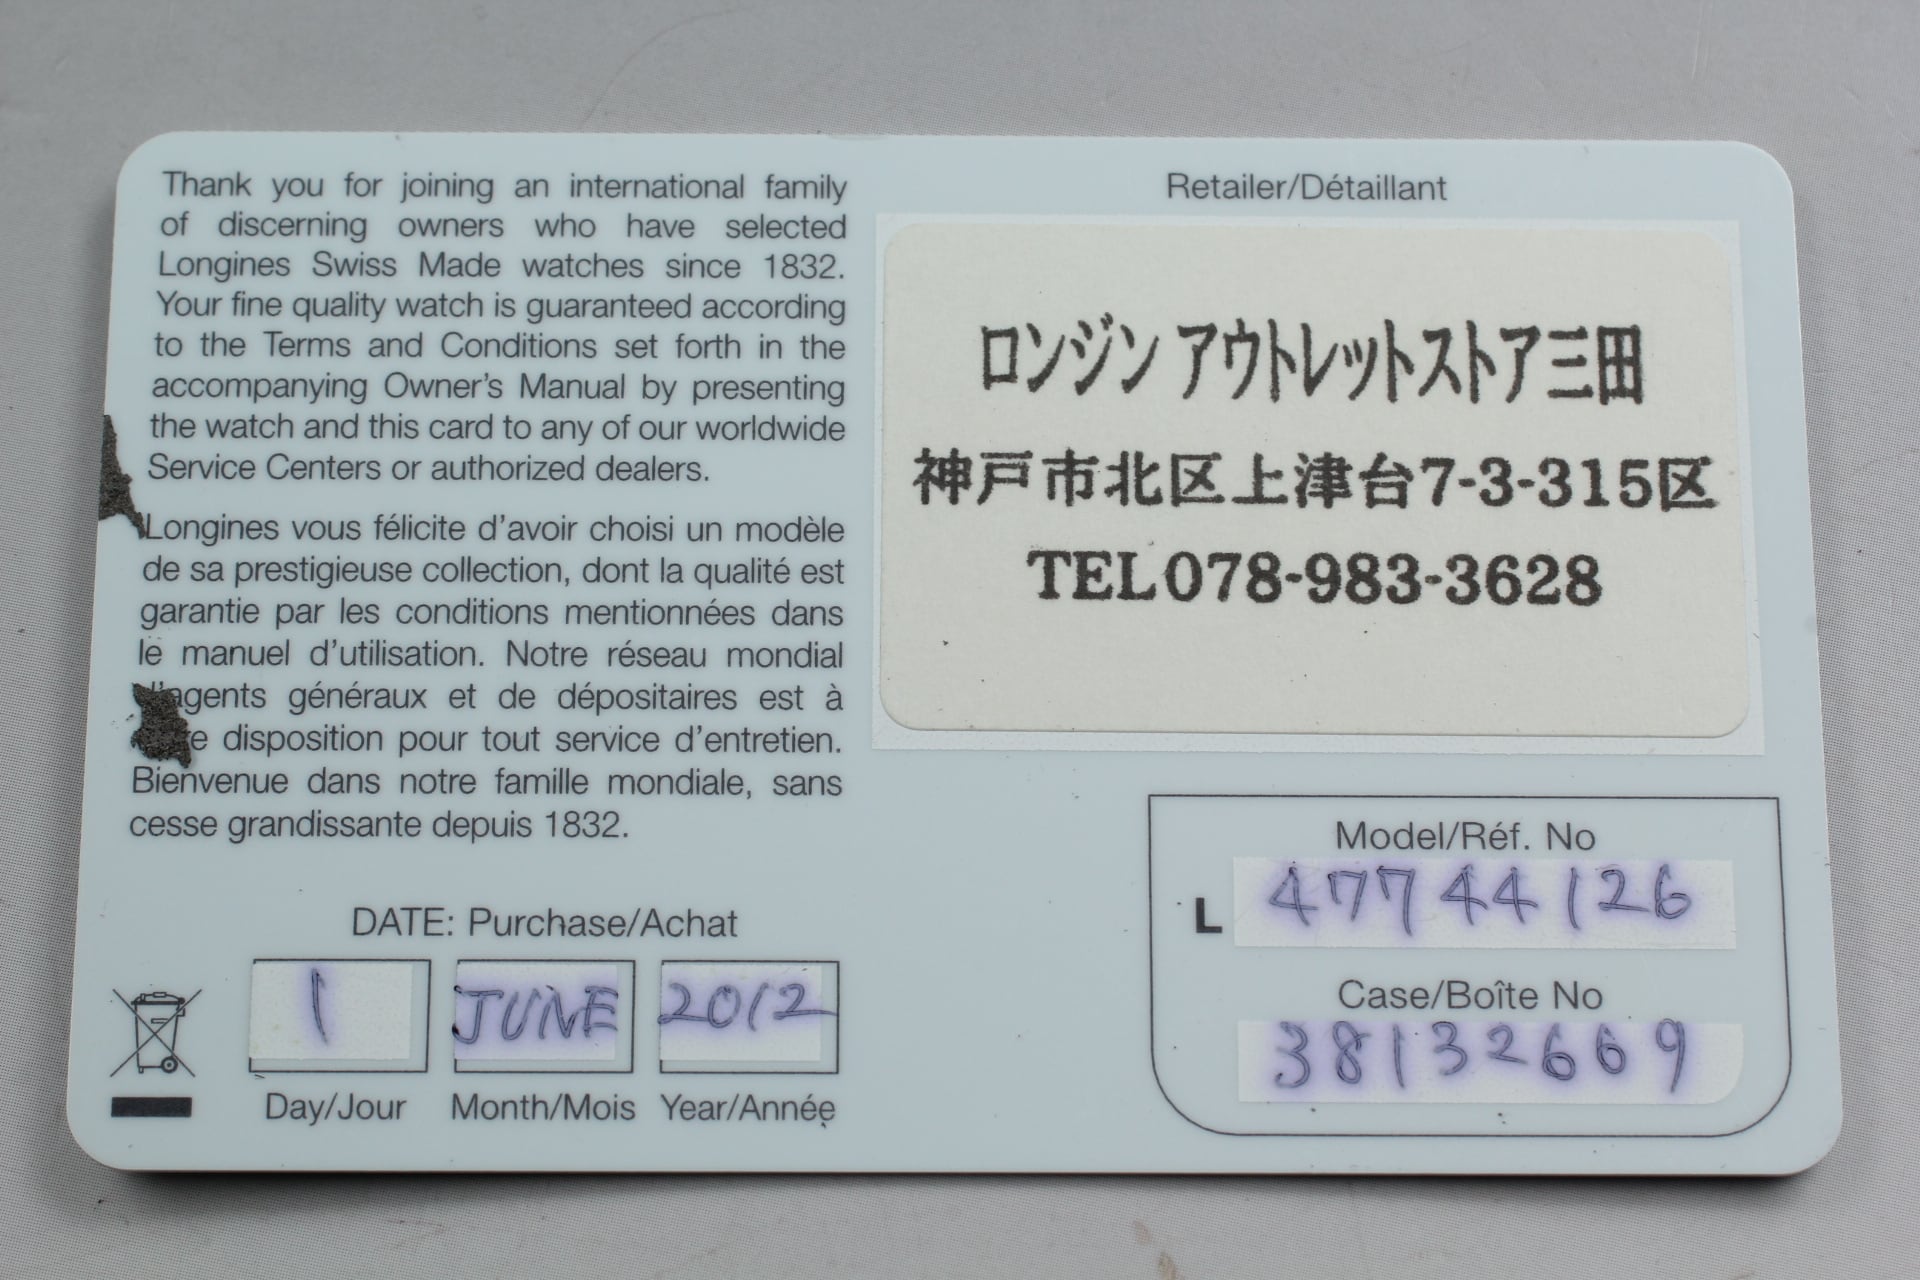 Thank you for joining an international family
of discerning owners who have selected
Longines Swiss Made watches since 1832.
Your fine quality watch is guaranteed according
to the Terms and Conditions set forth in the
accompanying Owner's Manual by presenting
the watch and this card to any of our worldwide
Service Centers or authorized dealers.
Longines vous félicite d'avoir choisi un modèle
de sa prestigieuse collection, dont la qualité est
garantie par les conditions mentionnées dans
le manuel d'utilisation. Notre réseau mondial
d'agents généraux et de dépositaires est à
disposition pour tout service d'entretien.
Bienvenue dans notre famille mondiale, sans
cesse grandissante depuis 1832.
DATE: Purchase/Achat
1 JUNE 2012
Day/Jour Month/Mois Year/Année
Retailer/Détaillant
ロンジン アウトレットストア三田
神戸市北区上津台7-3-315区
TEL078-983-3628
Model/Réf. No
L 47744126
Case/Boîte No
38132669